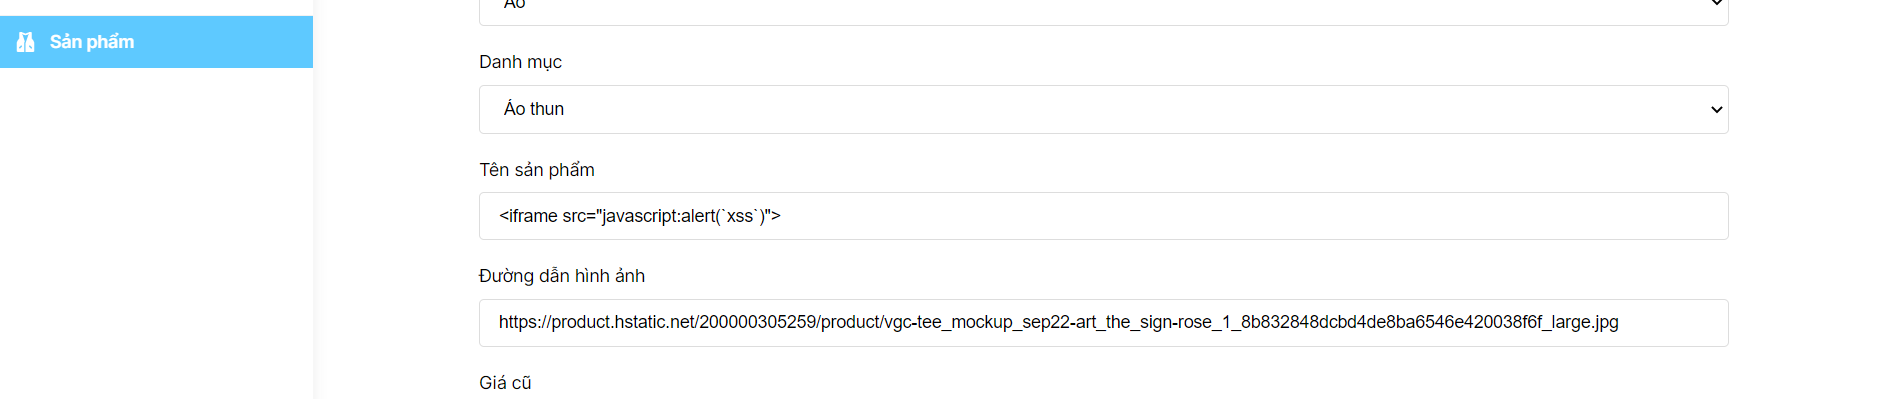 Áo
Sản phẩm
Danh mục
Áo thun
Tên sản phẩm
<iframe src="javascript:alert(`xss`)">
Đường dẫn hình ảnh
https://product.hstatic.net/200000305259/product/vgc-tee_mockup_sep22-art_the_sign-rose_1_8b832848dcbd4de8ba6546e420038f6f_large.jpg
Giá cũ